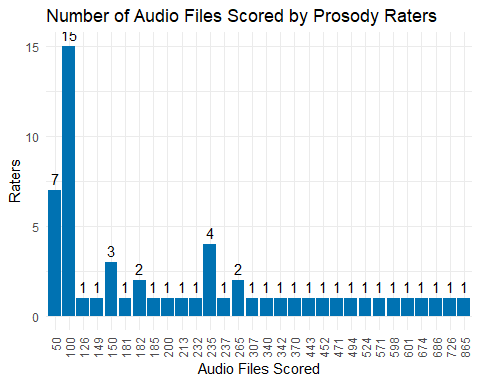 Number of Audio Files Scored by Prosody Raters
15
15
10
7
5
4
3
2
2
1 1 1 1 1 1 1 1 1 1 1 1 1 1 1 1 1 1 1 1 1 1 1 1
0
50 100 126 149 150 181 182 185 200 213 232 235 237 265 307 340 342 370 443 452 471 494 524 571 598 601 674 686 726 865
Raters
Audio Files Scored